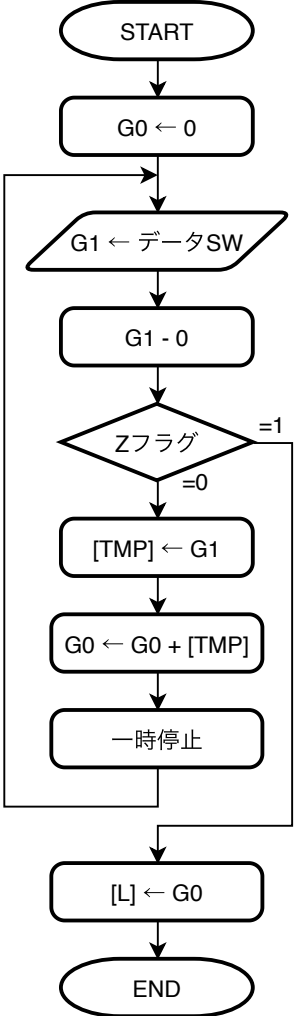 START
G0 ← 0
G1 ← データSW
G1 - 0
Zフラグ
=1
=0
[TMP] ← G1
G0 ← G0 + [TMP]
一時停止
[L] ← G0
END